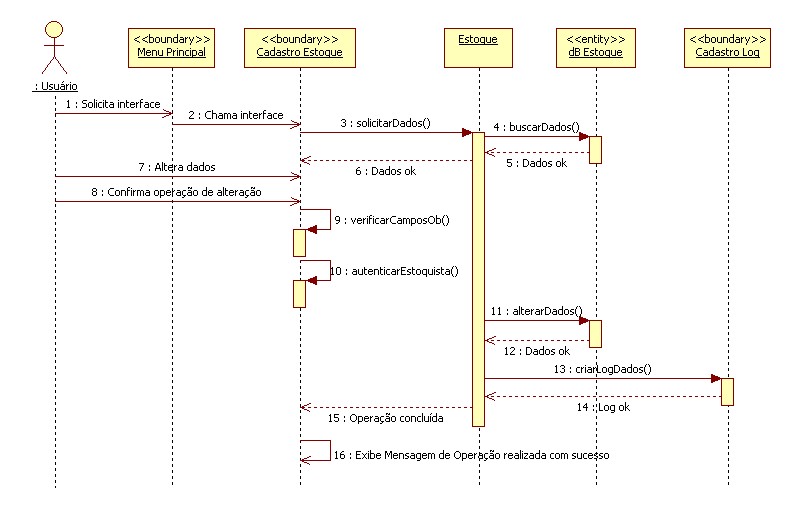 <<boundary>>
Menu Principal
<<boundary>>
Cadastro Estoque
Estoque
<<entity>>
dB Estoque
<<boundary>>
Cadastro Log
: Usuário
1 : Solicita interface
2 : Chama interface
3 : solicitarDados()
4 : buscarDados()
5 : Dados ok
6 : Dados ok
7 : Altera dados
8 : Confirma operação de alteração
9 : verificarCamposOb()
10 : autenticarEstoquista()
11 : alterarDados()
12 : Dados ok
13 : criarLogDados()
14 : Log ok
15 : Operação concluída
16 : Exibe Mensagem de Operação realizada com sucesso